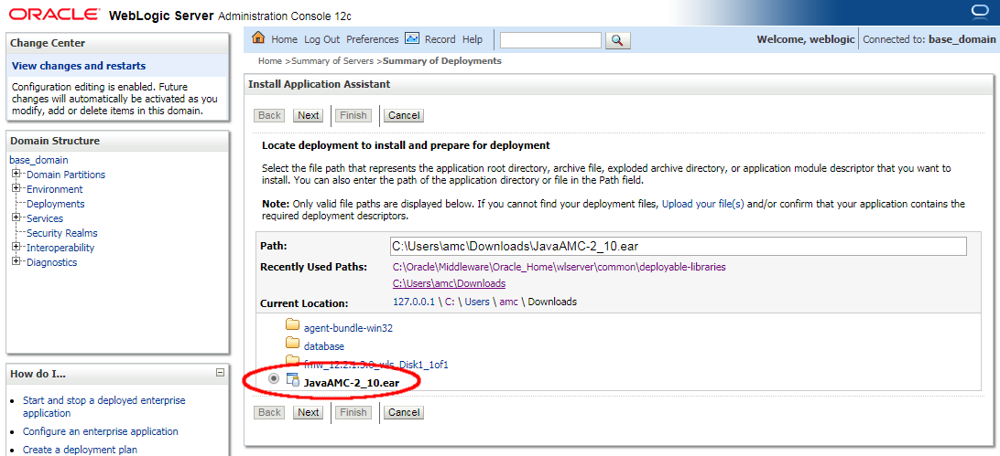 ORACLE® WebLogic Server Administration Console 12c
Change Center
View changes and restarts
Configuration editing is enabled. Future
changes will automatically be activated as you
modify, add or delete items in this domain.
Domain Structure
base_domain
Domain Partitions
Environment
Deployments
Services
Security Realms
Interoperability
Diagnostics
How do I...
Start and stop a deployed enterprise
application
Configure an enterprise application
Create a deployment plan
Home Log Out Preferences Record Help
Welcome, weblogic Connected to: base_domain
Home >Summary of Servers >Summary of Deployments
Install Application Assistant
Back Next Finish Cancel
Locate deployment to install and prepare for deployment
Select the file path that represents the application root directory, archive file, exploded archive directory, or application module descriptor that you want to
install. You can also enter the path of the application directory or file in the Path field.
Note: Only valid file paths are displayed below. If you cannot find your deployment files, Upload your file(s) and/or confirm that your application contains the
required deployment descriptors.
Path: C:\Users\amc\Downloads\JavaAMC-2_10.ear
Recently Used Paths: C:\Oracle\Middleware\Oracle_Home\wlserver\common\deployable-libraries
C:\Users\amc\Downloads
Current Location: 127.0.0.1 \ C: \ Users \ amc \ Downloads
agent-bundle-win32
database
fmw_12.2.1.3.0_wls_Disk1_1of1
JavaAMC-2_10.ear
Back Next Finish Cancel